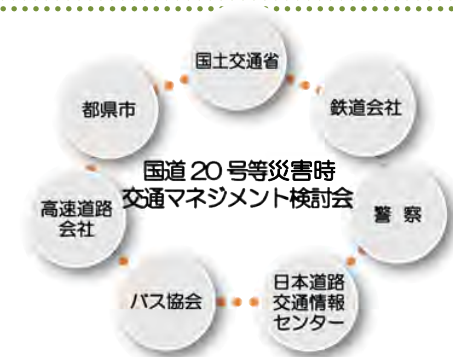 国土交通省
都県市
鉄道会社
国道20号等災害時
交通マネジメント検討会
高速道路
会社
警 察
バス協会
日本道路
交通情報
センター